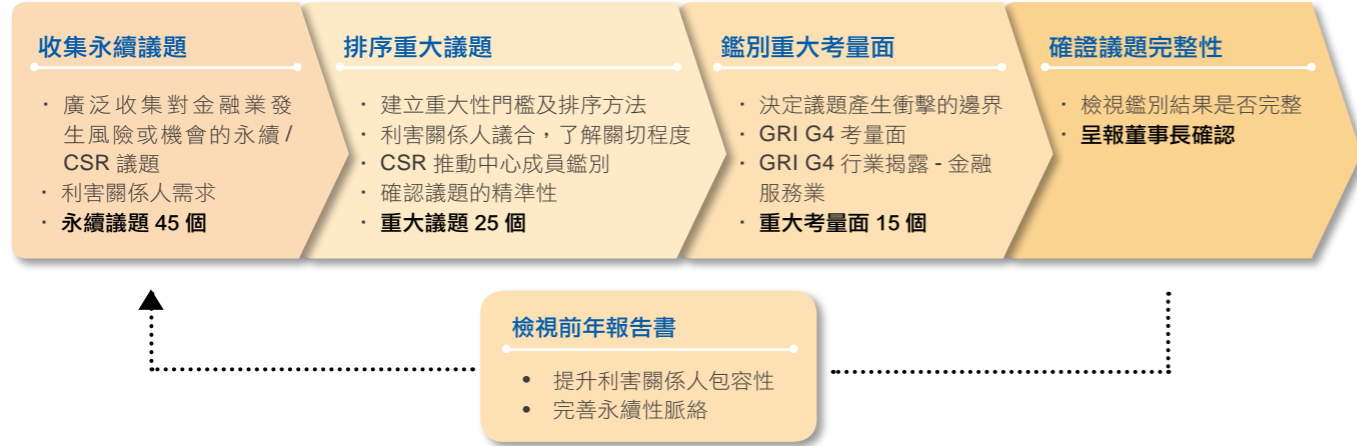 收集永續議題
· 廣泛收集對金融業發
生風險或機會的永續 /
CSR 議題
· 利害關係人需求
· 永續議題 45 個
排序重大議題
· 建立重大性門檻及排序方法
· 利害關係人議合，了解關切程度
· CSR 推動中心成員鑑別
· 確認議題的精準性
· 重大議題 25 個
鑑別重大考量面
· 決定議題產生衝擊的邊界
· GRI G4 考量面
· GRI G4 行業揭露 - 金融
服務業
· 重大考量面 15 個
確證議題完整性
· 檢視鑑別結果是否完整
· 呈報董事長確認
檢視前年報告書
• 提升利害關係人包容性
• 完善永續性脈絡